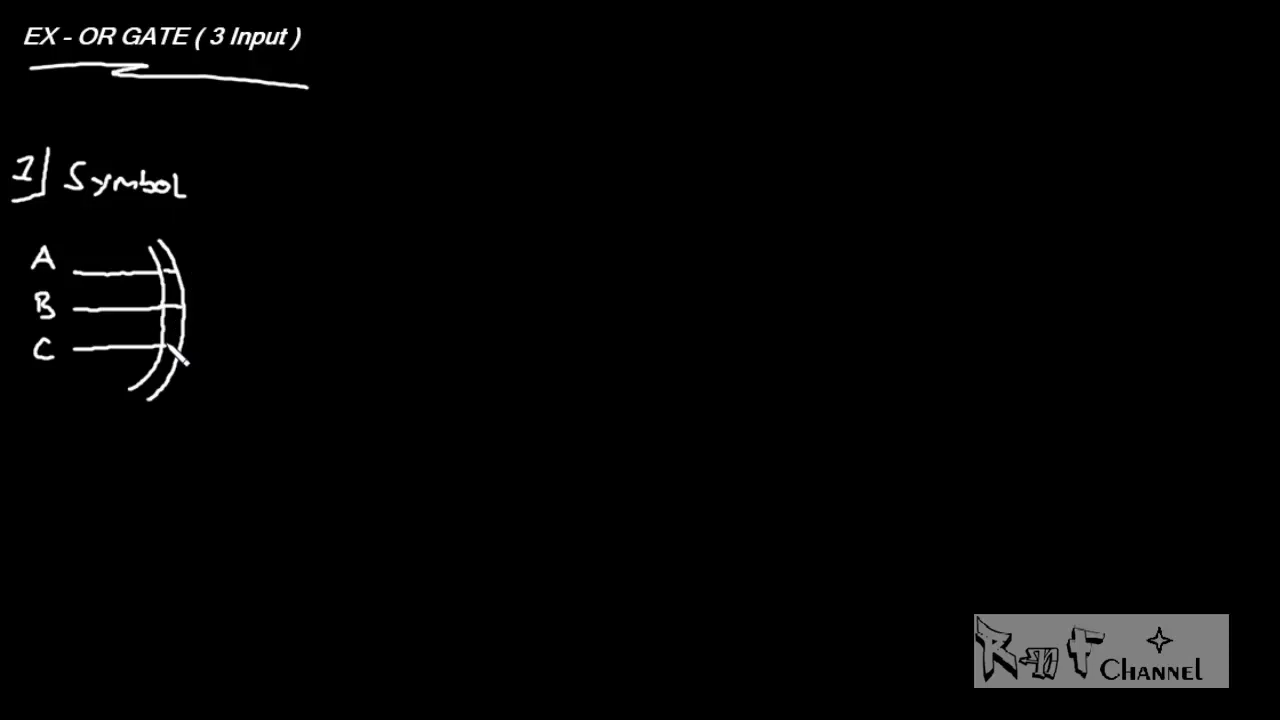 EX - OR GATE ( 3 Input )
1] Symbol
A
B
C
CHANNEL